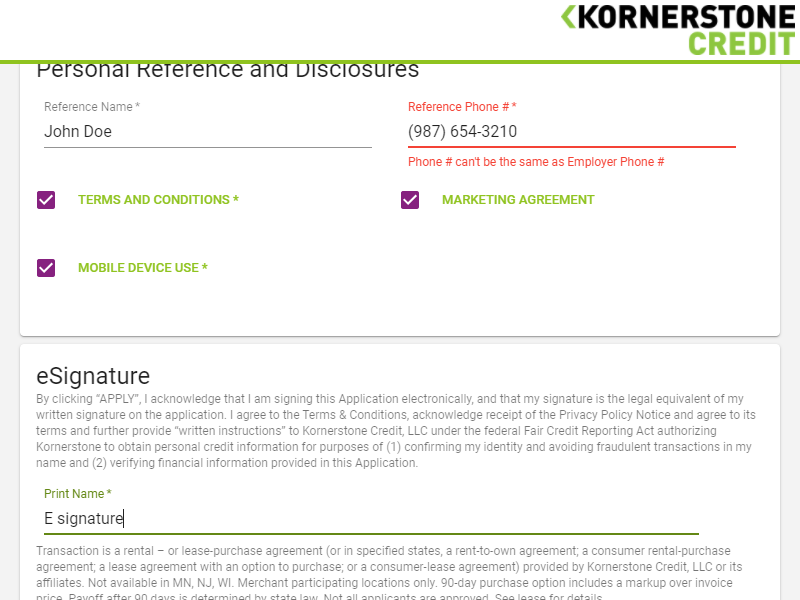 KORNERSTONE
CREDIT
Personal Reference and Disclosures
Reference Name *
Reference Phone # *
John Doe
(987) 654-3210
Phone # can't be the same as Employer Phone #
TERMS AND CONDITIONS *
MARKETING AGREEMENT
MOBILE DEVICE USE *
eSignature
By clicking “APPLY”, I acknowledge that I am signing this Application electronically, and that my signature is the legal equivalent of my
written signature on the application. I agree to the Terms & Conditions, acknowledge receipt of the Privacy Policy Notice and agree to its
terms and further provide “written instructions” to Kornerstone Credit, LLC under the federal Fair Credit Reporting Act authorizing
Kornerstone to obtain personal credit information for purposes of (1) confirming my identity and avoiding fraudulent transactions in my
name and (2) verifying financial information provided in this Application.
Print Name *
E signature
Transaction is a rental – or lease-purchase agreement (or in specified states, a rent-to-own agreement; a consumer rental-purchase
agreement; a lease agreement with an option to purchase; or a consumer-lease agreement) provided by Kornerstone Credit, LLC or its
affiliates. Not available in MN, NJ, WI. Merchant participating locations only. 90-day purchase option includes a markup over invoice
price. Payoff after 90 days is determined by state law. Not all applicants are approved. See lease for details.